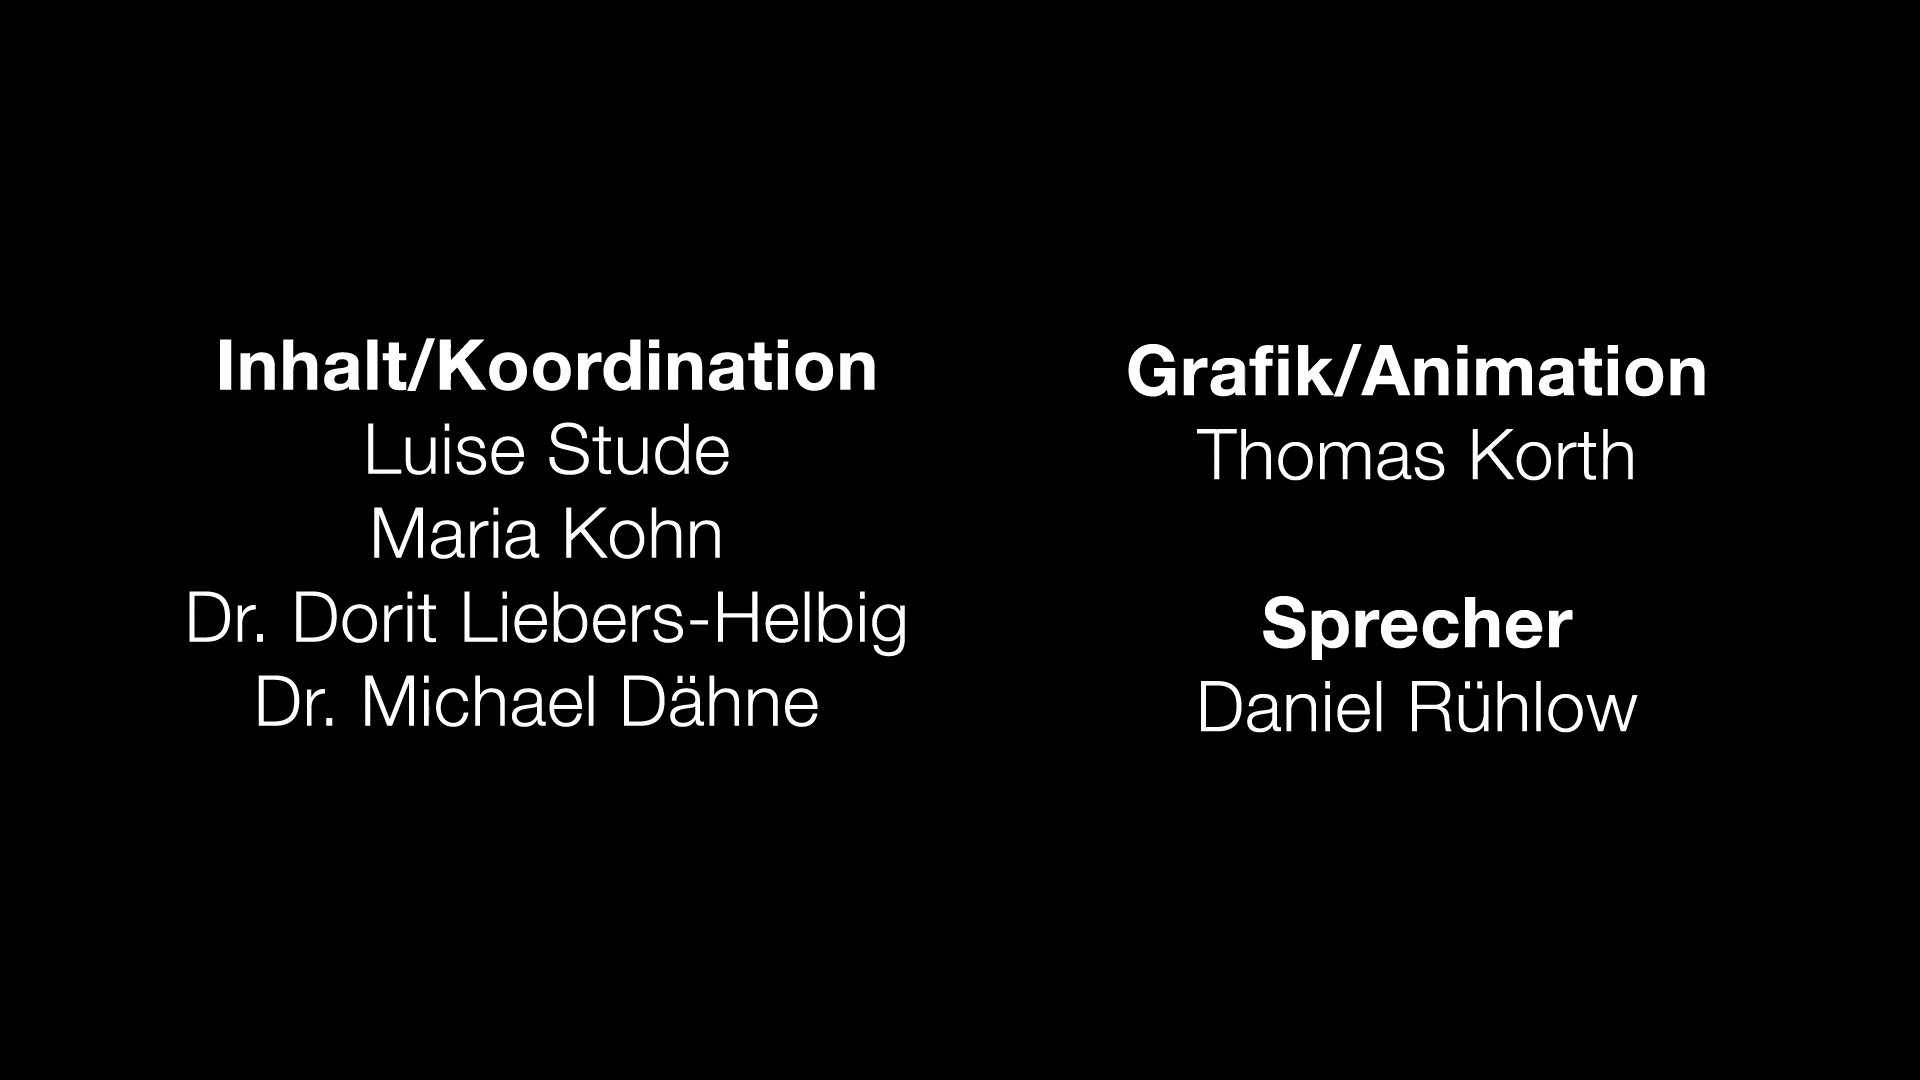 Inhalt/Koordination
Luise Stude
Maria Kohn
Dr. Dorit Liebers-Helbig
Dr. Michael Dähne
Grafik/Animation
Thomas Korth
Sprecher
Daniel Rühlow